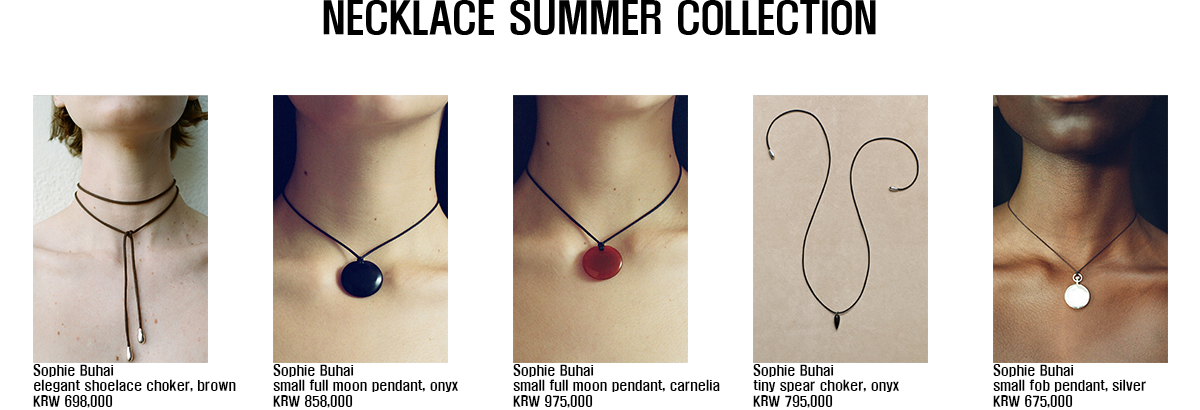 NECKLACE SUMMER COLLECTION
Sophie Buhai
elegant shoelace choker, brown
KRW 698,000
Sophie Buhai
small full moon pendant, onyx
KRW 858,000
Sophie Buhai
small full moon pendant, carnelia
KRW 975,000
Sophie Buhai
tiny spear choker, onyx
KRW 795,000
Sophie Buhai
small fob pendant, silver
KRW 675,000